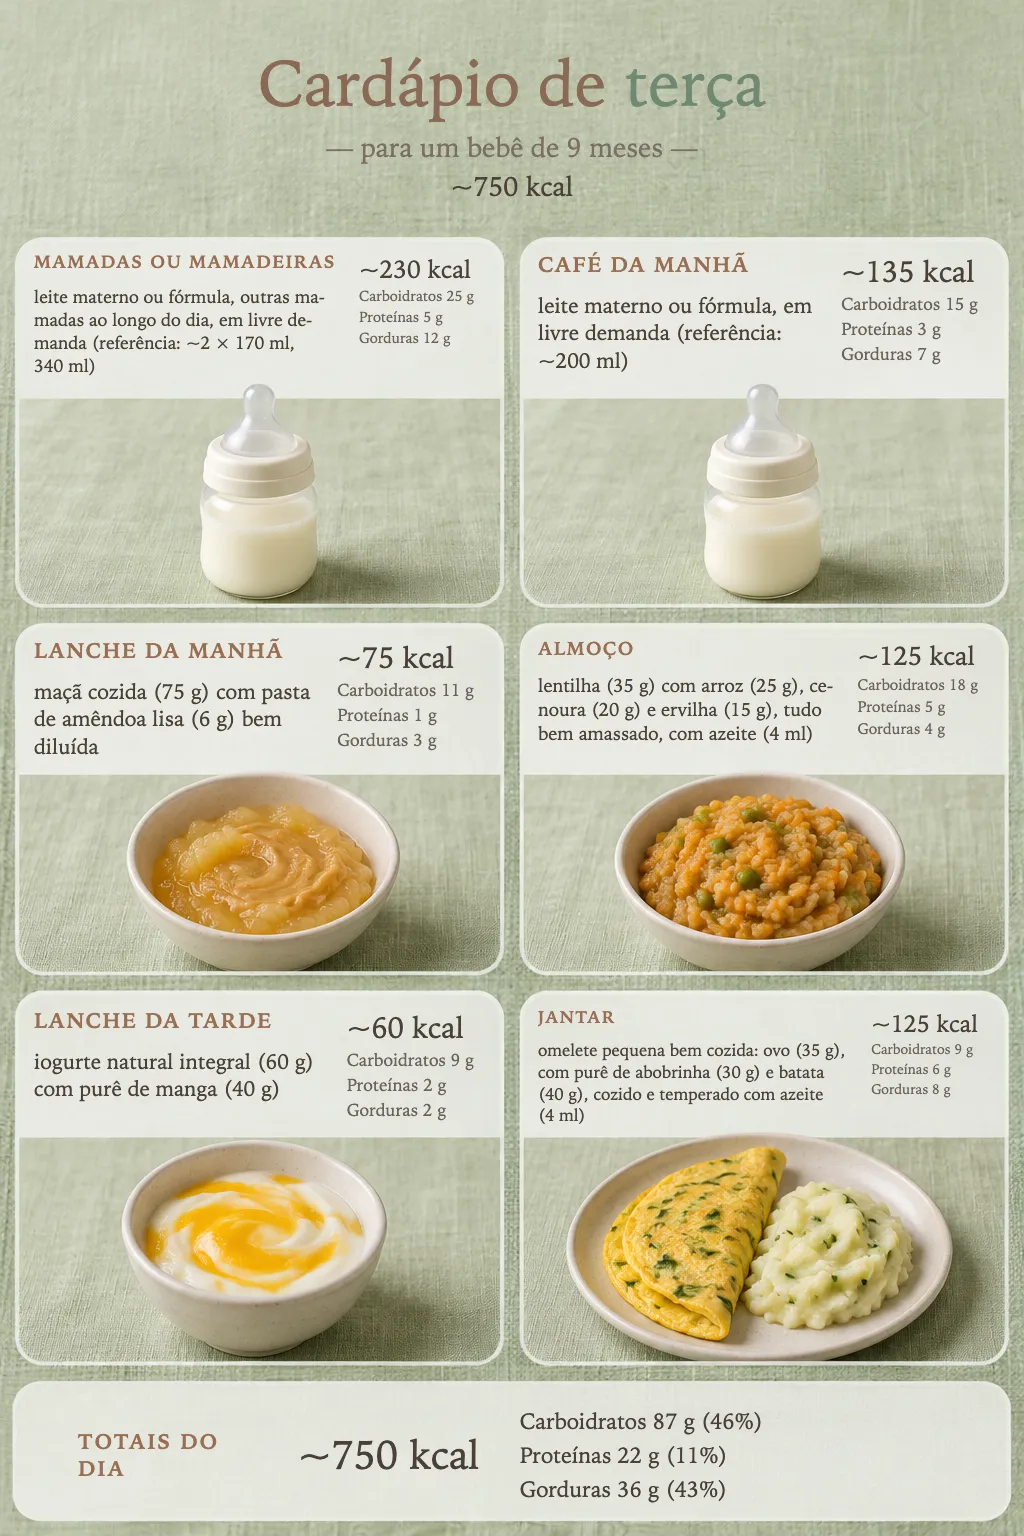 Cardápio de terça
— para um bebê de 9 meses —
~750 kcal
MAMADAS OU MAMADEIRAS
leite materno ou fórmula, outras ma-
madas ao longo do dia, em livre de-
manda (referência: ~2 × 170 ml,
340 ml)
~230 kcal
Carboidratos 25 g
Proteínas 5 g
Gorduras 12 g
CAFÉ DA MANHÃ
leite materno ou fórmula, em
livre demanda (referência:
~200 ml)
~135 kcal
Carboidratos 15 g
Proteínas 3 g
Gorduras 7 g
LANCHE DA MANHÃ
maçã cozida (75 g) com pasta
de amêndoa lisa (6 g) bem
diluída
~75 kcal
Carboidratos 11 g
Proteínas 1 g
Gorduras 3 g
ALMOÇO
lentilha (35 g) com arroz (25 g), ce-
noura (20 g) e ervilha (15 g), tudo
bem amassado, com azeite (4 ml)
~125 kcal
Carboidratos 18 g
Proteínas 5 g
Gorduras 4 g
LANCHE DA TARDE
iogurte natural integral (60 g)
com purê de manga (40 g)
~60 kcal
Carboidratos 9 g
Proteínas 2 g
Gorduras 2 g
JANTAR
omelete pequena bem cozida: ovo (35 g),
com purê de abobrinha (30 g) e batata
(40 g), cozido e temperado com azeite
(4 ml)
~125 kcal
Carboidratos 9 g
Proteínas 6 g
Gorduras 8 g
TOTAIS DO
DIA
~750 kcal
Carboidratos 87 g (46%)
Proteínas 22 g (11%)
Gorduras 36 g (43%)